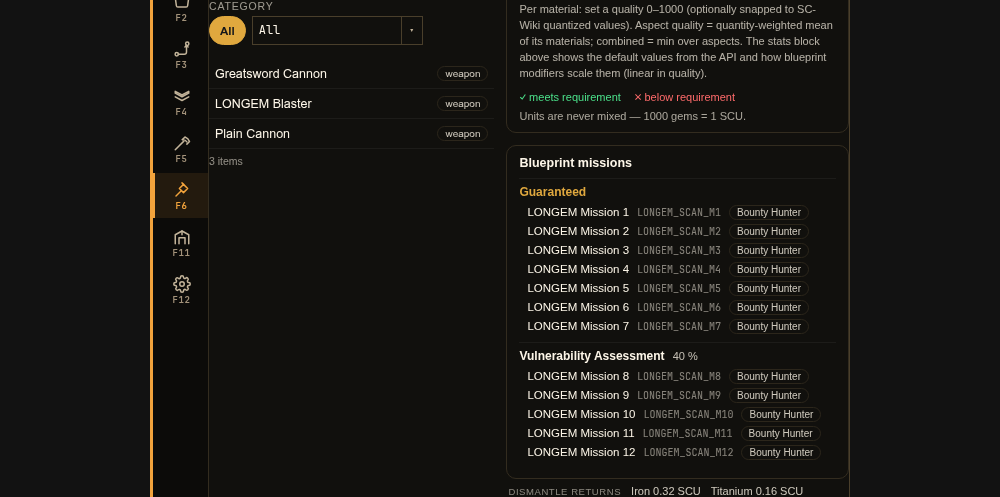 F2
F3
F4
F5
F6
F11
F12
CATEGORY
All
All
Greatsword Cannon weapon
LONGEM Blaster weapon
Plain Cannon weapon
3 items
Per material: set a quality 0–1000 (optionally snapped to SC-
Wiki quantized values). Aspect quality = quantity-weighted mean
of its materials; combined = min over aspects. The stats block
above shows the default values from the API and how blueprint
modifiers scale them (linear in quality).
✓ meets requirement ✕ below requirement
Units are never mixed — 1000 gems = 1 SCU.
Blueprint missions
Guaranteed
LONGEM Mission 1 LONGEM_SCAN_M1 Bounty Hunter
LONGEM Mission 2 LONGEM_SCAN_M2 Bounty Hunter
LONGEM Mission 3 LONGEM_SCAN_M3 Bounty Hunter
LONGEM Mission 4 LONGEM_SCAN_M4 Bounty Hunter
LONGEM Mission 5 LONGEM_SCAN_M5 Bounty Hunter
LONGEM Mission 6 LONGEM_SCAN_M6 Bounty Hunter
LONGEM Mission 7 LONGEM_SCAN_M7 Bounty Hunter
Vulnerability Assessment 40 %
LONGEM Mission 8 LONGEM_SCAN_M8 Bounty Hunter
LONGEM Mission 9 LONGEM_SCAN_M9 Bounty Hunter
LONGEM Mission 10 LONGEM_SCAN_M10 Bounty Hunter
LONGEM Mission 11 LONGEM_SCAN_M11 Bounty Hunter
LONGEM Mission 12 LONGEM_SCAN_M12 Bounty Hunter
DISMANTLE RETURNS Iron 0.32 SCU Titanium 0.16 SCU